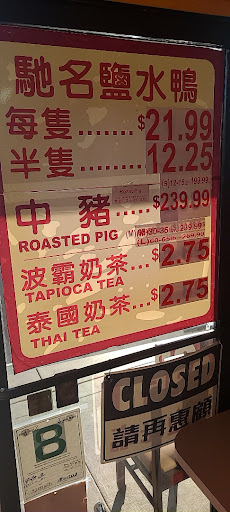 馳名鹽水鴨
每隻.......$21.99
半隻....... 12.25
中 豬.....$239.99
ROASTED PIG
波霸奶茶...$2.75
TAPIOCA TEA
泰國奶茶...$2.75
THAI TEA
CLOSED
請再惠顧
B